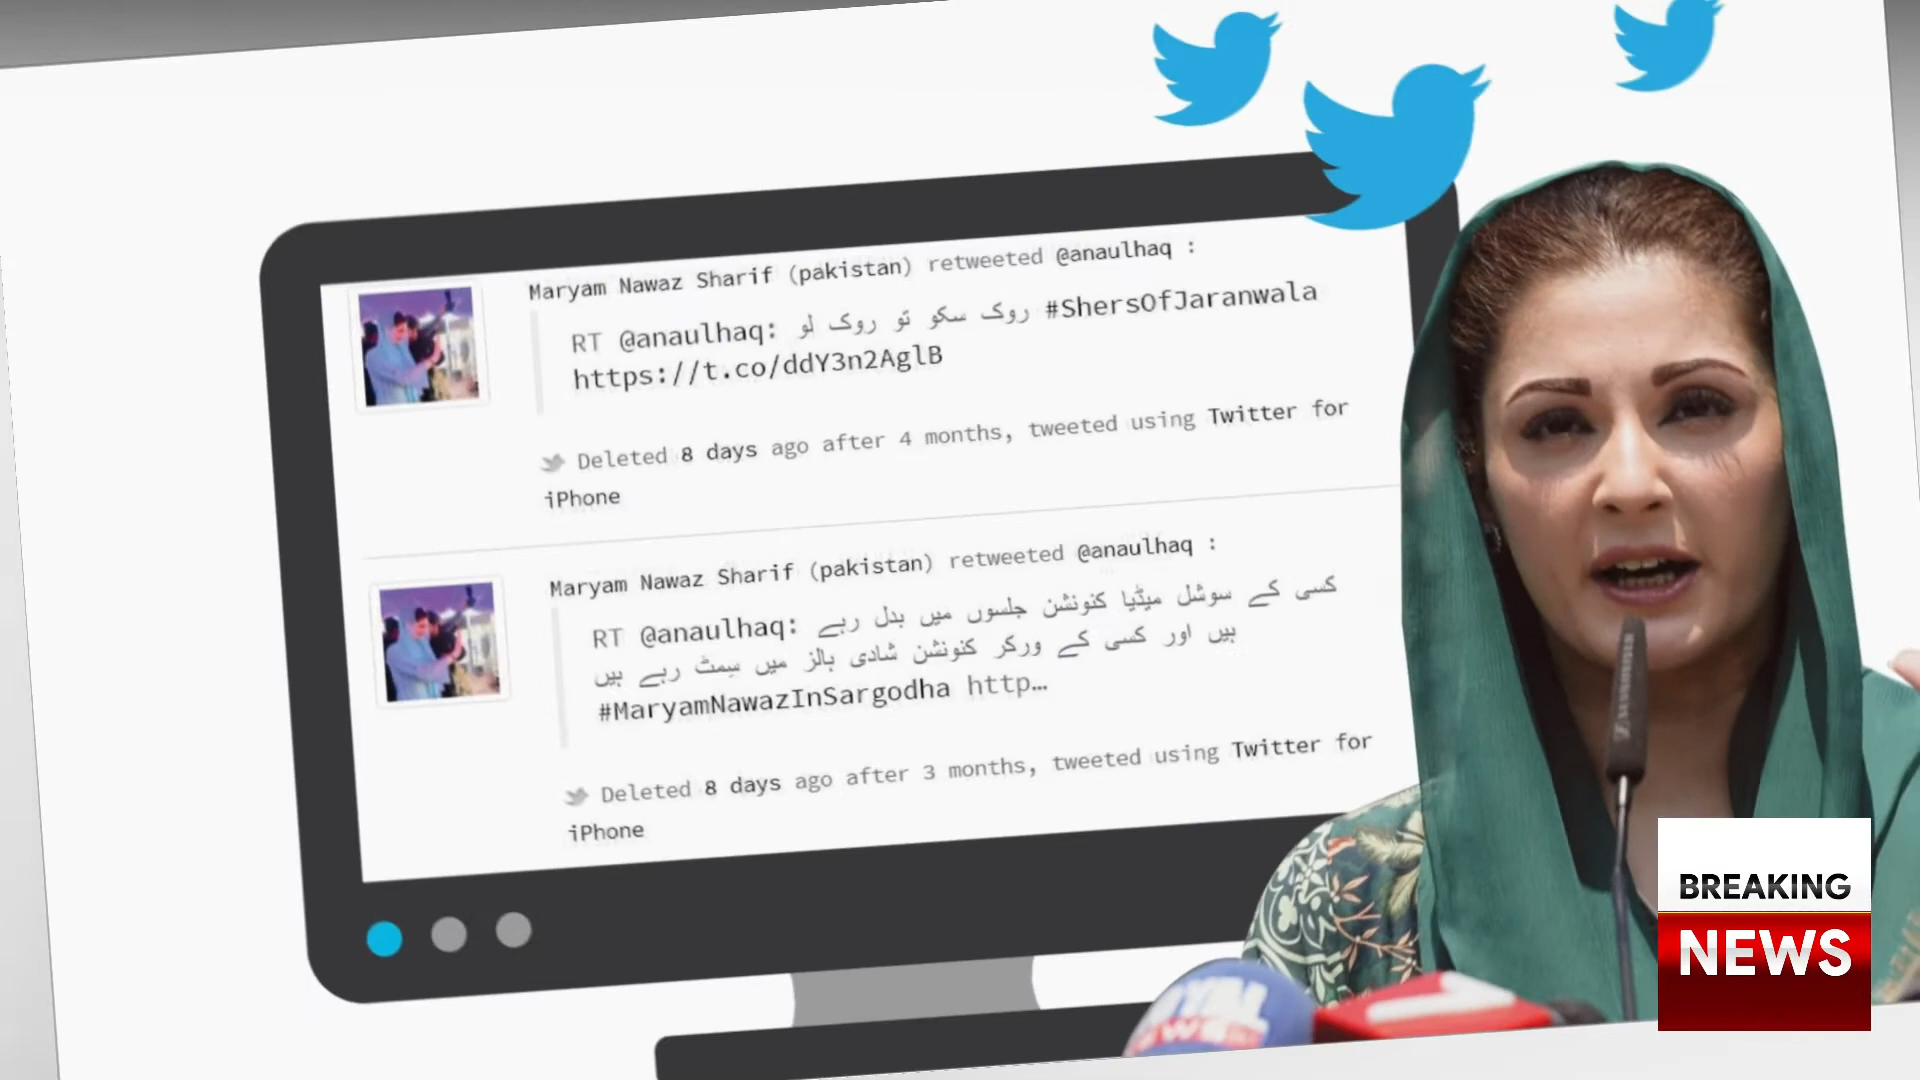 Maryam Nawaz Sharif (pakistan) retweeted @anaulhaq :
RT @anaulhaq: روک سکو تو روک لو #ShersOfJaranwala
https://t.co/ddY3n2AglB
Deleted 8 days ago after 4 months, tweeted using Twitter for
iPhone
Maryam Nawaz Sharif (pakistan) retweeted @anaulhaq :
RT @anaulhaq: کسی کے سوشل میڈیا کنونشن جلسوں میں بدل رہے
ہیں اور کسی کے ورکر کنونشن شادی ہالز میں سِمٹ رہے ہیں
#MaryamNawazInSargodha http…
Deleted 8 days ago after 3 months, tweeted using Twitter for
iPhone
BREAKING
NEWS